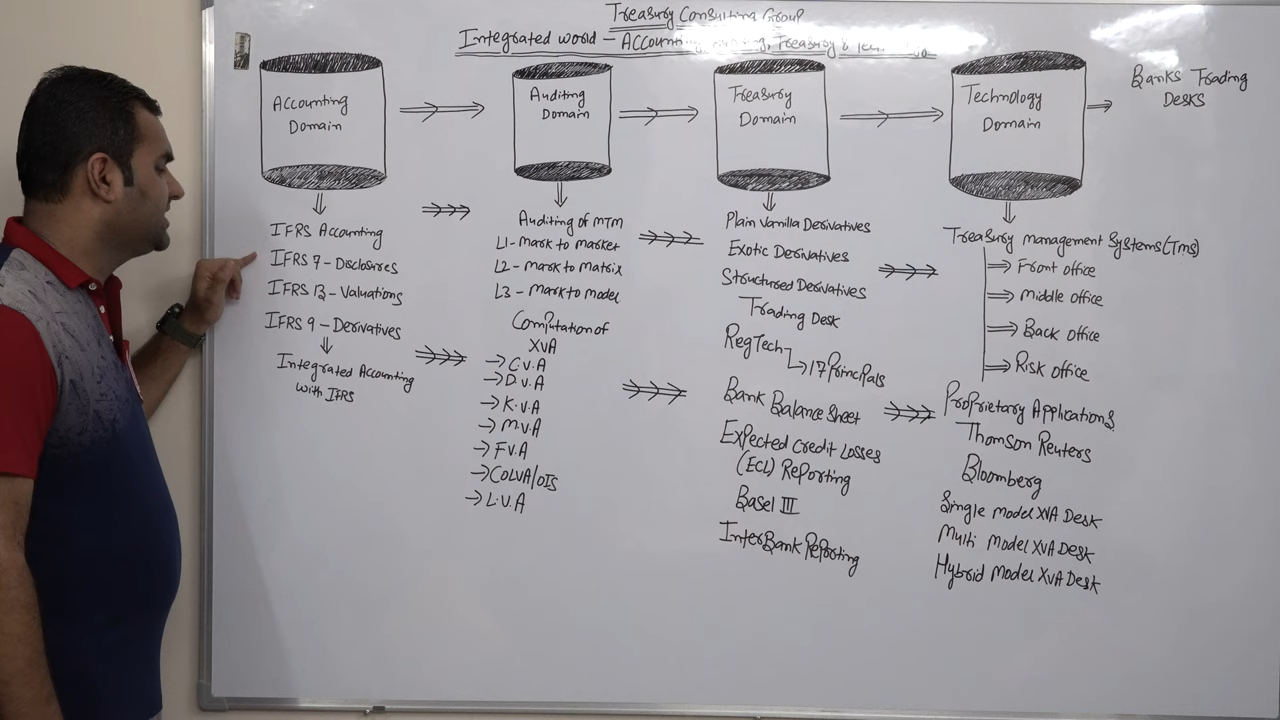 Treasury Consulting Group
Integrated World - Accounting, Auditing, Treasury &
Accounting Domain
Auditing Domain
Treasury Domain
Technology Domain
Banks Trading Desks
IFRS Accounting
IFRS 7 - Disclosures
IFRS 13 - Valuations
IFRS 9 - Derivatives
Integrated Accounting
with IFRS
Auditing of MTM
L1 - Mark to market
L2 - Mark to Matrix
L3 - Mark to model
Computation of
XVA
C.V.A
D.V.A
K.V.A
M.V.A
F.V.A
COLVA/OIS
L.V.A
Plain Vanilla Derivatives
Exotic Derivatives
Structured Derivatives
Trading Desk
RegTech
17 Principals
Bank Balance Sheet
Expected Credit Losses
(ECL) Reporting
Basel III
InterBank Reporting
Treasury management Systems (Tms)
Front office
Middle office
Back office
Risk office
Proprietary Applications
Thomson Reuters
Bloomberg
Single Model XVA Desk
Multi Model XVA Desk
Hybrid Model XVA Desk